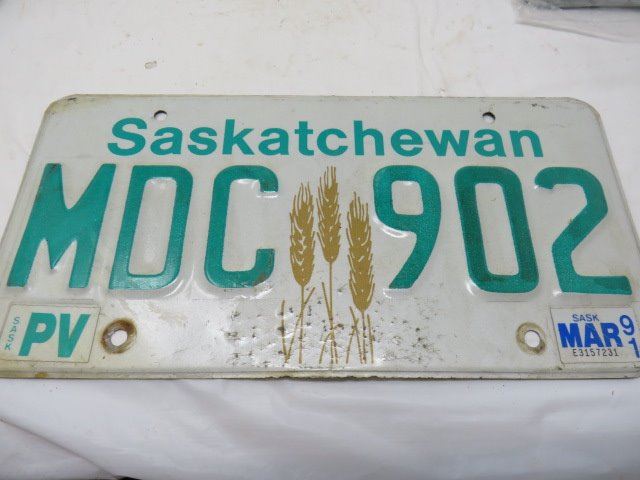 Saskatchewan
MDC 902
SASK PV
SASK
MAR 91
E3157231